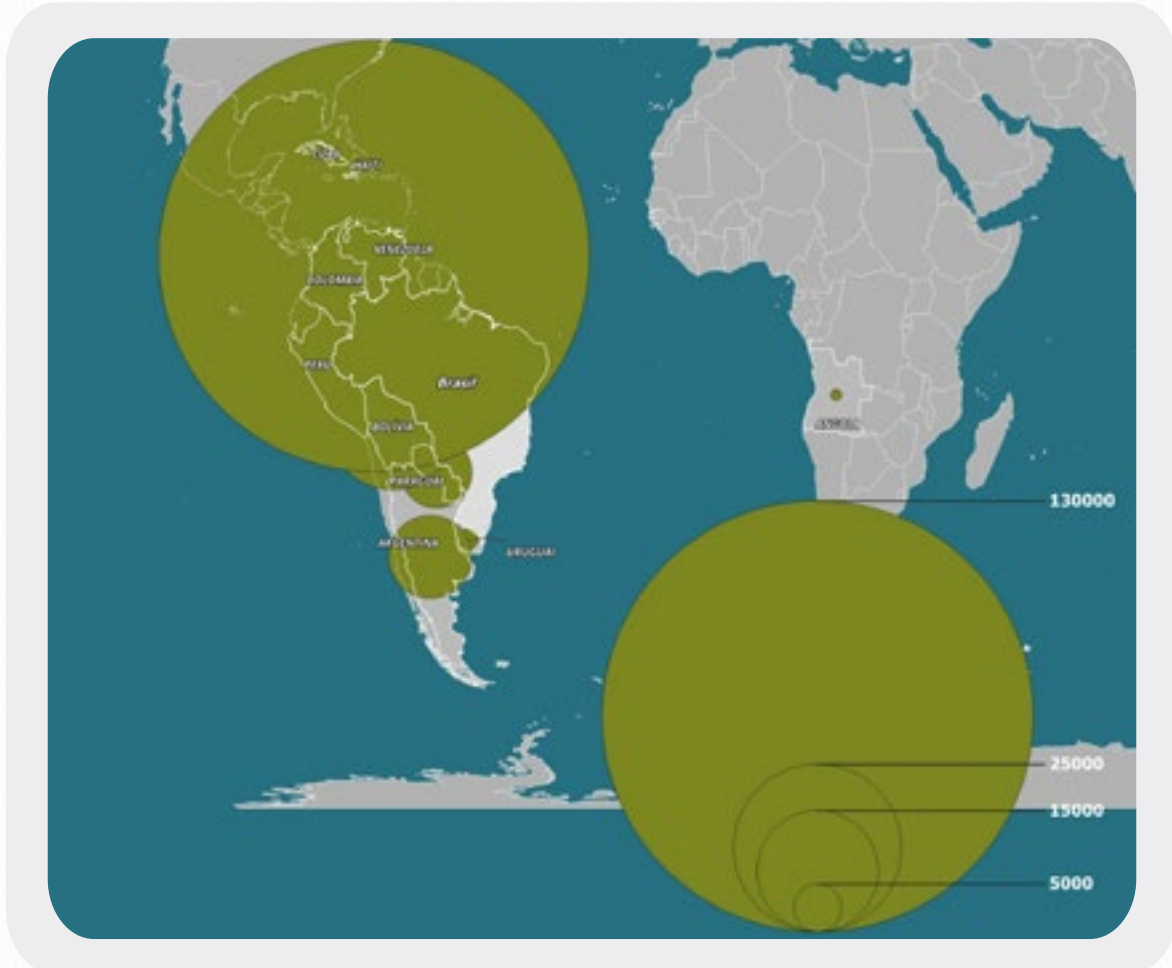 CUBA
HAITI
VENEZUELA
COLOMBIA
PERU
Brasil
BOLIVIA
ANGOLA
PARAGUAI
130000
ARGENTINA
URUGUAI
25000
15000
5000